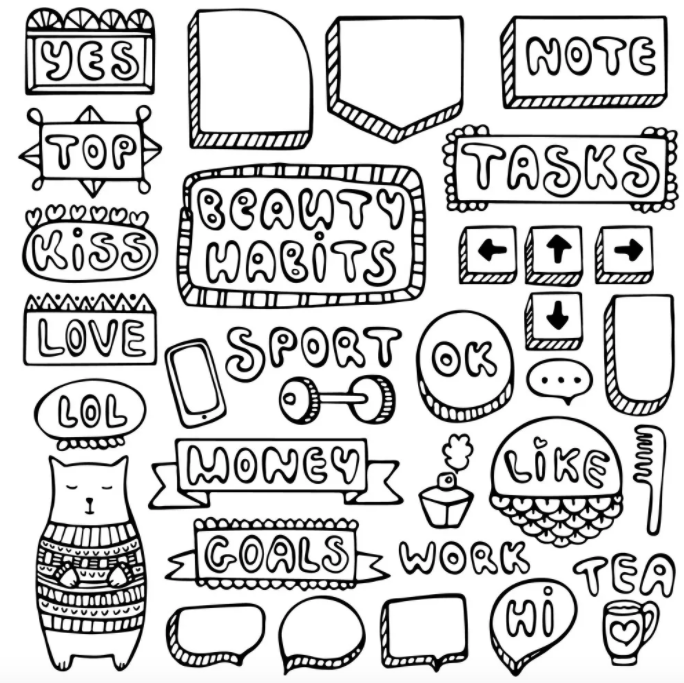 YES
NOTE
TOP
TASKS
BEAUTY
HABiTS
KiSS
LOVE
SPORT
OK
LOL
MONEY
LiKE
GOALS
WORK
TEA
Hi